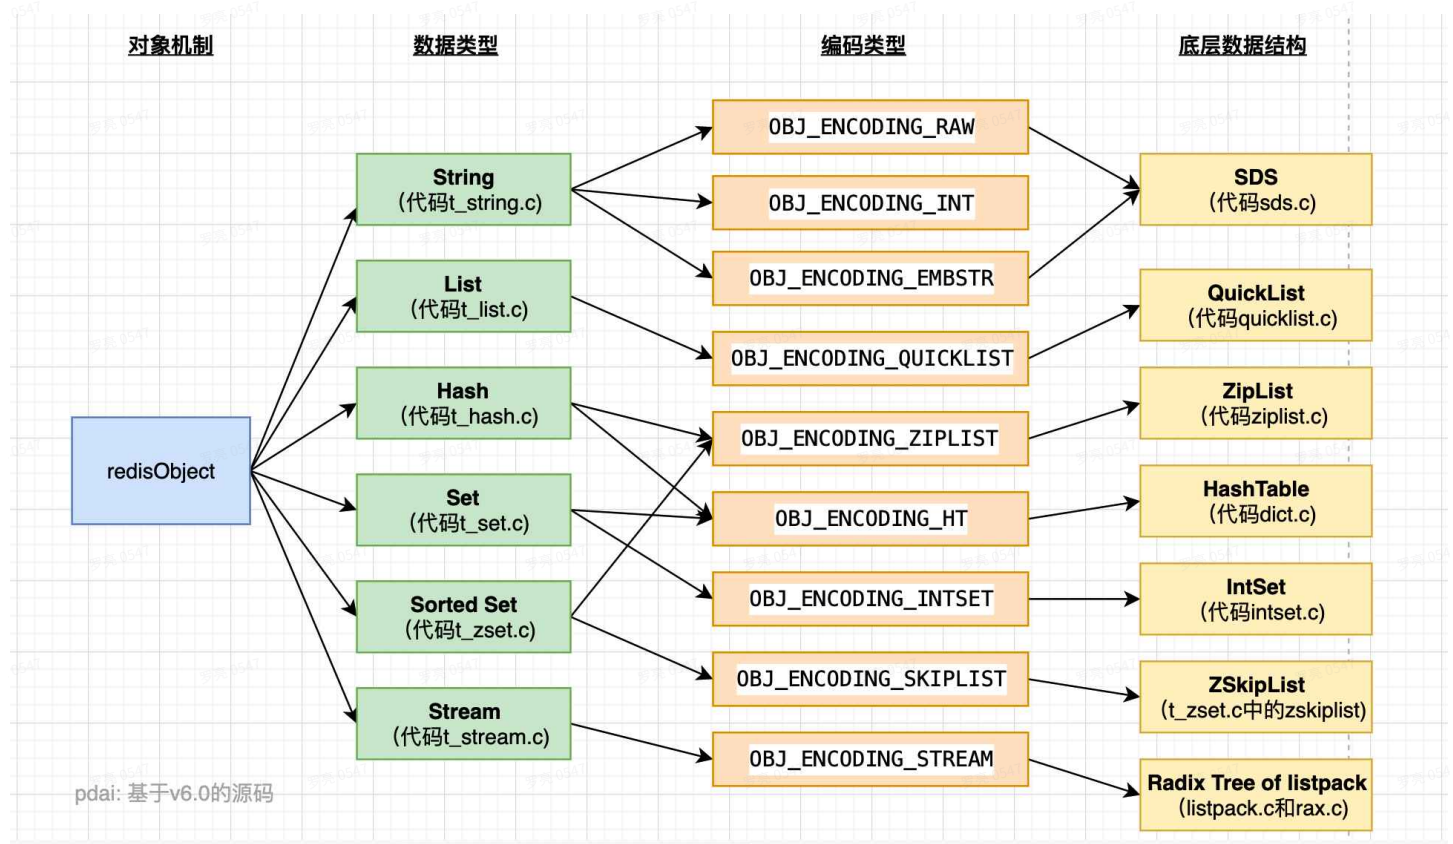 对象机制
数据类型
编码类型
底层数据结构
redisObject
String
（代码t_string.c)
List
（代码t_list.c)
Hash
（代码t_hash.c)
Set
（代码t_set.c)
Sorted Set
（代码t_zset.c)
Stream
（代码t_stream.c)
OBJ_ENCODING_RAW
OBJ_ENCODING_INT
OBJ_ENCODING_EMBSTR
OBJ_ENCODING_QUICKLIST
OBJ_ENCODING_ZIPLIST
OBJ_ENCODING_HT
OBJ_ENCODING_INTSET
OBJ_ENCODING_SKIPLIST
OBJ_ENCODING_STREAM
SDS
（代码sds.c)
QuickList
（代码quicklist.c)
ZipList
（代码ziplist.c)
HashTable
（代码dict.c)
IntSet
（代码intset.c)
ZSkipList
（t_zset.c中的zskiplist)
Radix Tree of listpack
（listpack.c和rax.c)
pdai: 基于v6.0的源码